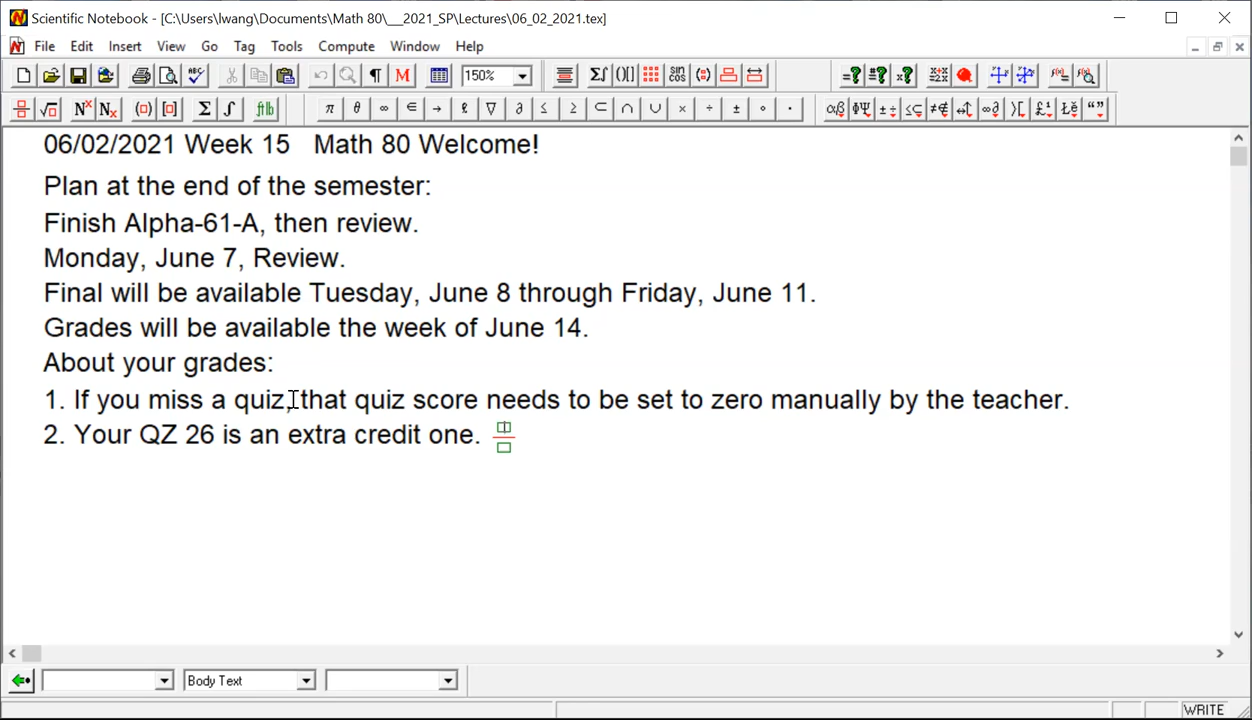 Scientific Notebook - [C:\Users\lwang\Documents\Math 80\__2021_SP\Lectures\06_02_2021.tex]
File Edit Insert View Go Tag Tools Compute Window Help
150%
06/02/2021 Week 15 Math 80 Welcome!
Plan at the end of the semester:
Finish Alpha-61-A, then review.
Monday, June 7, Review.
Final will be available Tuesday, June 8 through Friday, June 11.
Grades will be available the week of June 14.
About your grades:
1. If you miss a quiz, that quiz score needs to be set to zero manually by the teacher.
2. Your QZ 26 is an extra credit one.
Body Text
WRITE